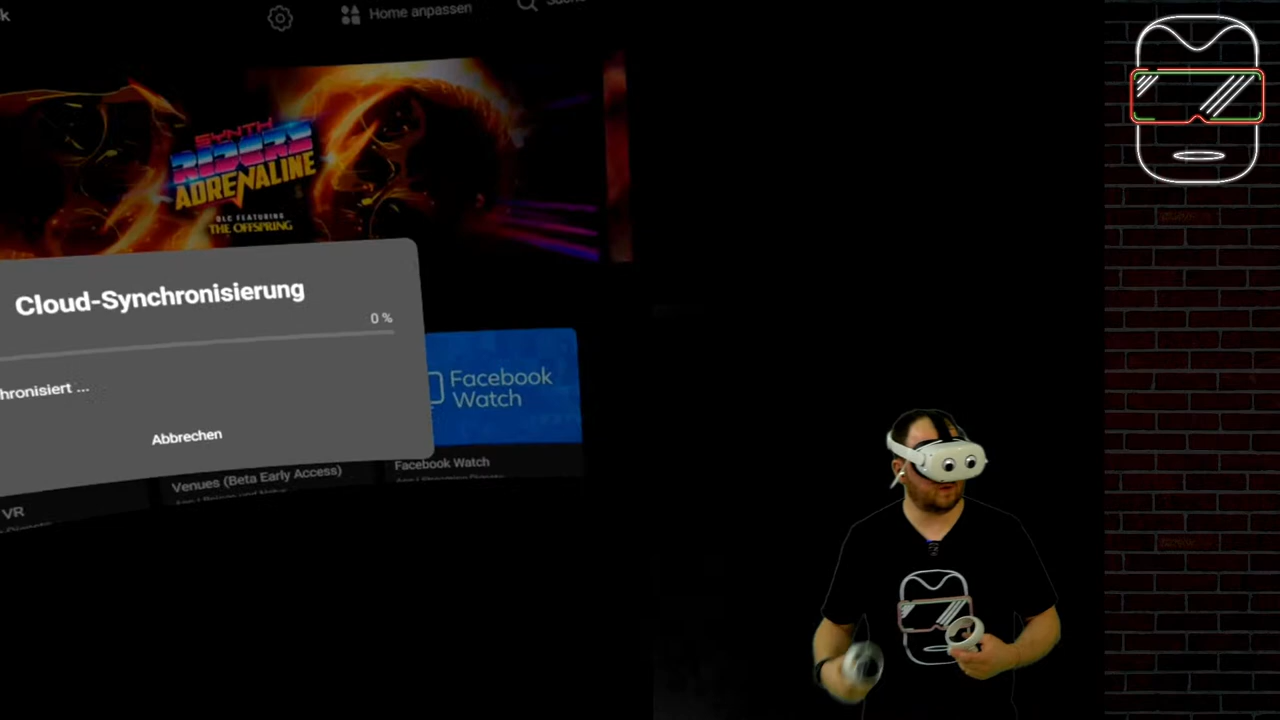 k
Home anpassen
SYNTH
RIDERS
ADRENALINE
DLC FEATURING
THE OFFSPRING
Cloud-Synchronisierung
0 %
hronisiert ...
Abbrechen
Facebook
Watch
Venues (Beta Early Access)
Facebook Watch
VR